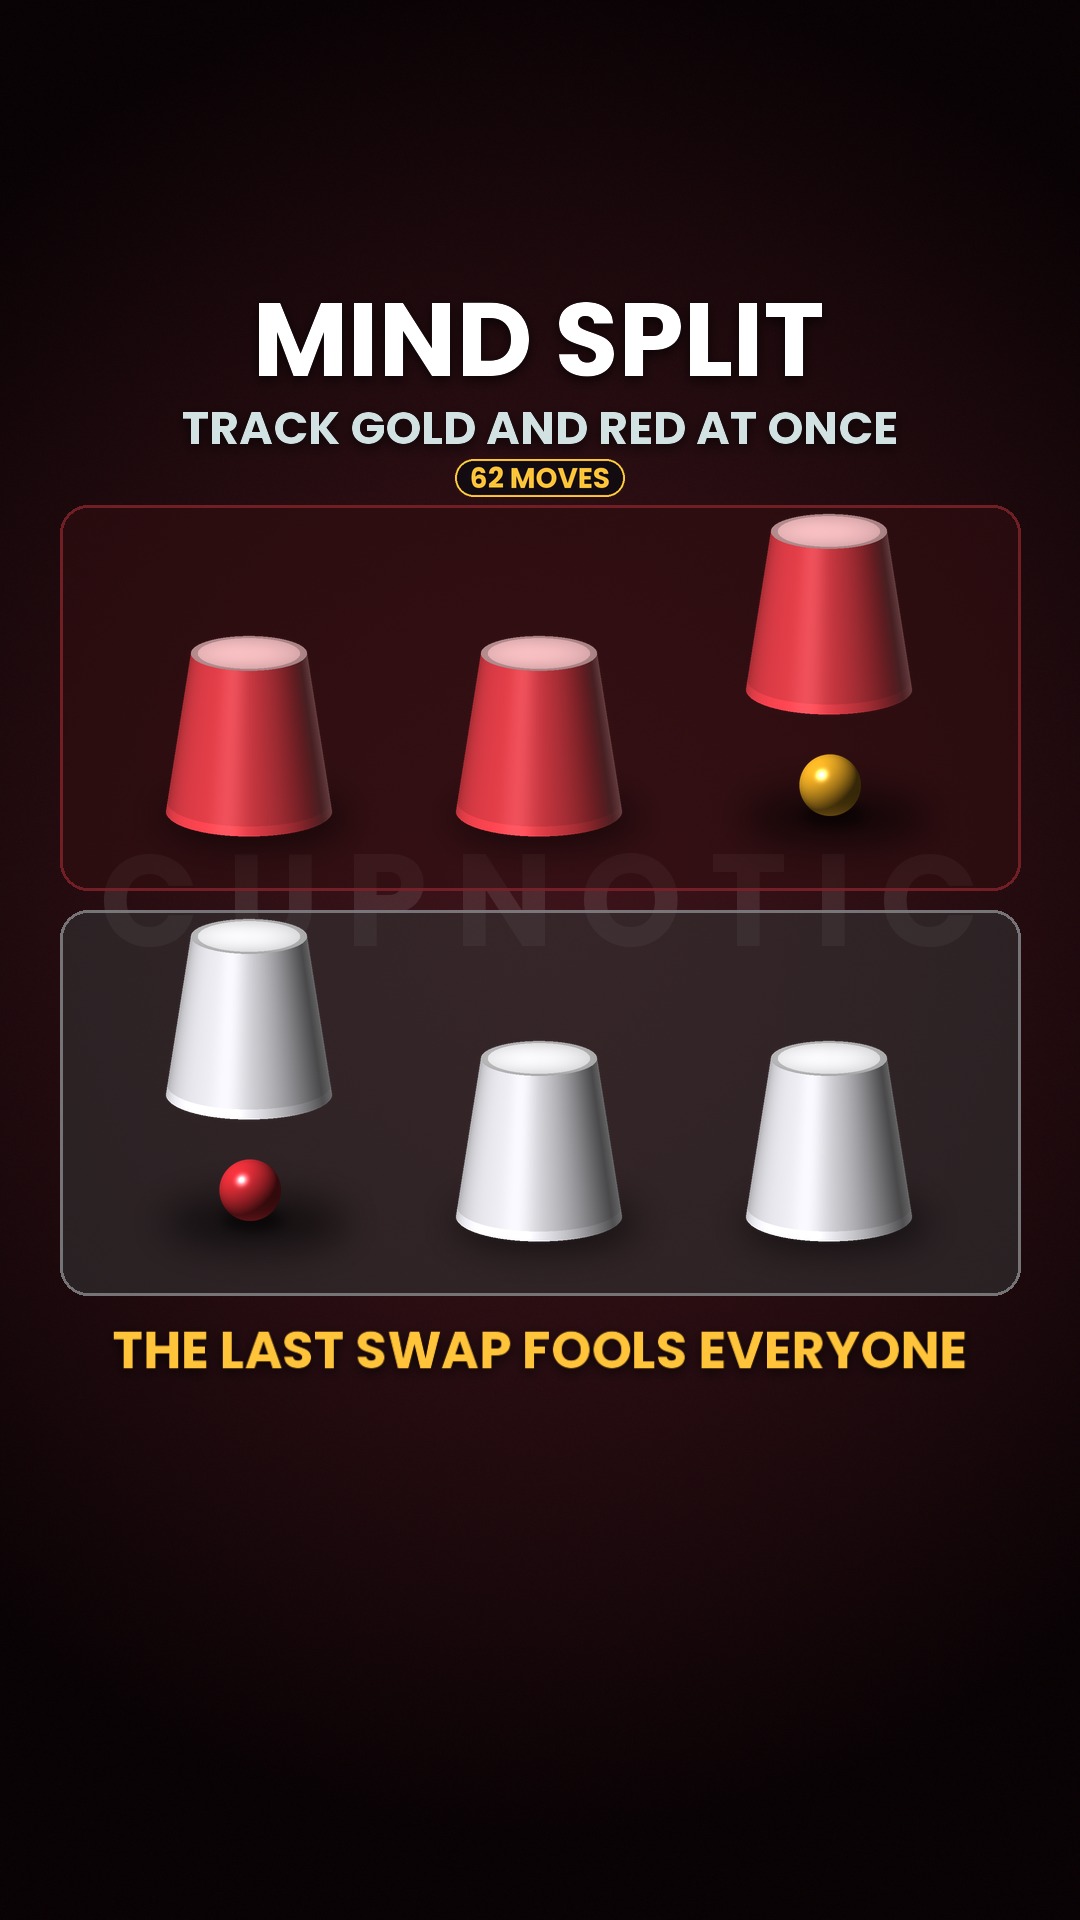 MIND SPLIT
TRACK GOLD AND RED AT ONCE
62 MOVES
CUPNOTIC
THE LAST SWAP FOOLS EVERYONE